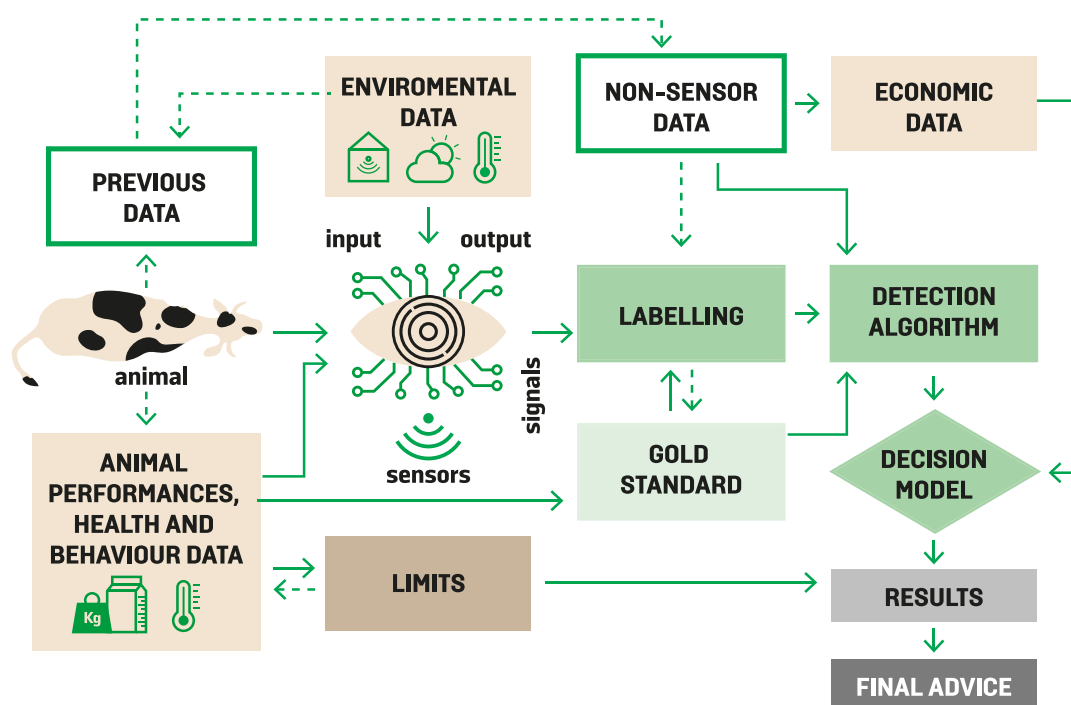 ENVIROMENTAL
DATA
NON-SENSOR
DATA
ECONOMIC
DATA
PREVIOUS
DATA
input
output
animal
sensors
signals
LABELLING
DETECTION
ALGORITHM
ANIMAL
PERFORMANCES,
HEALTH AND
BEHAVIOUR DATA
Kg
GOLD
STANDARD
DECISION
MODEL
LIMITS
RESULTS
FINAL ADVICE